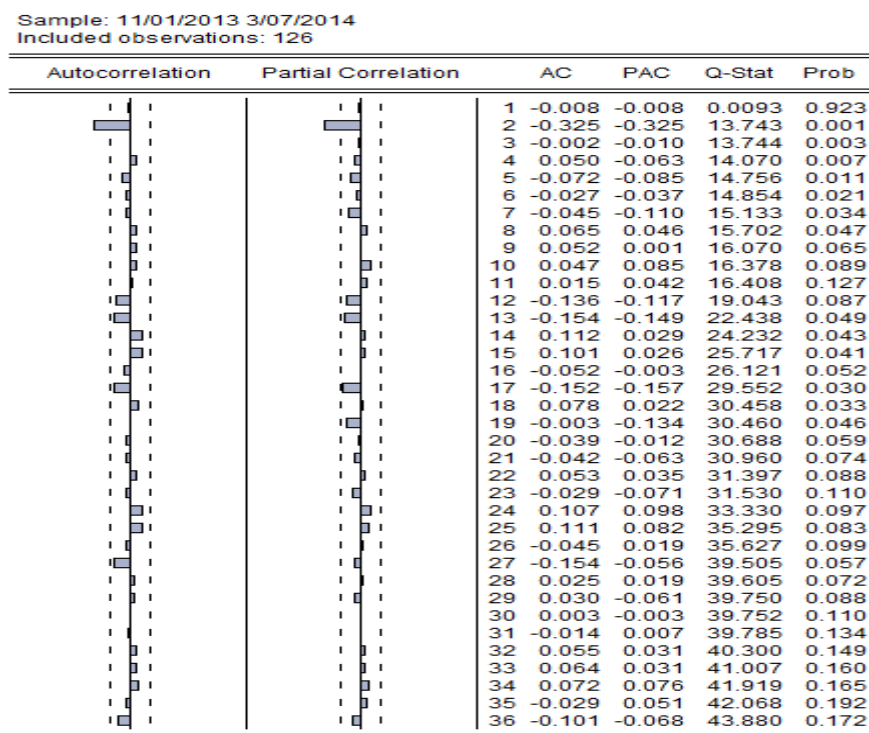 Sample: 11/01/2013 3/07/2014
Included observations: 126
Autocorrelation Partial Correlation AC PAC Q-Stat Prob
1 -0.008 -0.008 0.0093 0.923
2 -0.325 -0.325 13.743 0.001
3 -0.002 -0.010 13.744 0.003
4 0.050 -0.063 14.070 0.007
5 -0.072 -0.085 14.756 0.011
6 -0.027 -0.037 14.854 0.021
7 -0.045 -0.110 15.133 0.034
8 0.065 0.046 15.702 0.047
9 0.052 0.001 16.070 0.065
10 0.047 0.085 16.378 0.089
11 0.015 0.042 16.408 0.127
12 -0.136 -0.117 19.043 0.087
13 -0.154 -0.149 22.438 0.049
14 0.112 0.029 24.232 0.043
15 0.101 0.026 25.717 0.041
16 -0.052 -0.003 26.121 0.052
17 -0.152 -0.157 29.552 0.030
18 0.078 0.022 30.458 0.033
19 -0.003 -0.134 30.460 0.046
20 -0.039 -0.012 30.688 0.059
21 -0.042 -0.063 30.960 0.074
22 0.053 0.035 31.397 0.088
23 -0.029 -0.071 31.530 0.110
24 0.107 0.098 33.330 0.097
25 0.111 0.082 35.295 0.083
26 -0.045 0.019 35.627 0.099
27 -0.154 -0.056 39.505 0.057
28 0.025 0.019 39.605 0.072
29 0.030 -0.061 39.750 0.088
30 0.003 -0.003 39.752 0.110
31 -0.014 0.007 39.785 0.134
32 0.055 0.031 40.300 0.149
33 0.064 0.031 41.007 0.160
34 0.072 0.076 41.919 0.165
35 -0.029 0.051 42.068 0.192
36 -0.101 -0.068 43.880 0.172